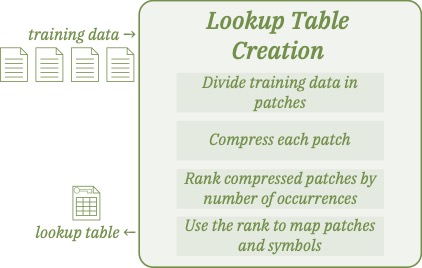 training data →
Lookup Table
Creation
Divide training data in
patches
Compress each patch
Rank compressed patches by
number of occurrences
Use the rank to map patches
and symbols
lookup table ←